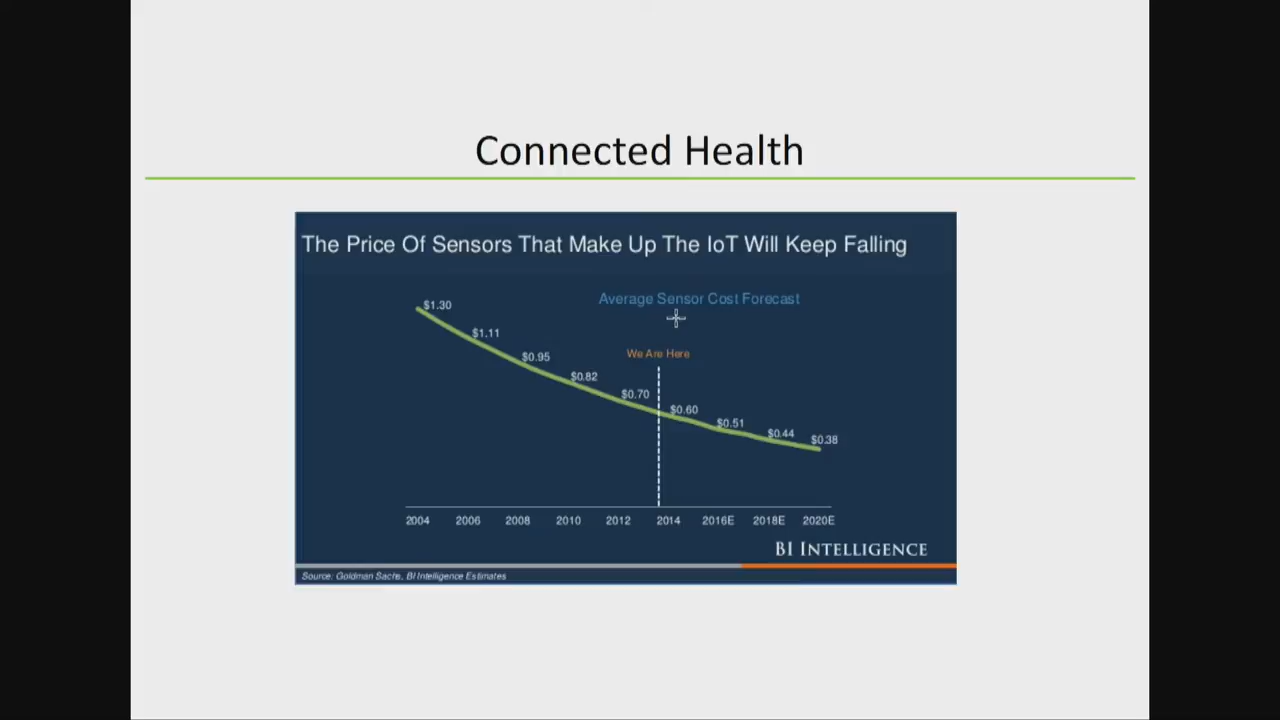 Connected Health
The Price Of Sensors That Make Up The IoT Will Keep Falling
Average Sensor Cost Forecast
$1.30
$1.11
We Are Here
$0.95
$0.82
$0.70
$0.60
$0.51
$0.44
$0.38
2004 2006 2008 2010 2012 2014 2016E 2018E 2020E
BI INTELLIGENCE
Source: Goldman Sachs, BI Intelligence Estimates